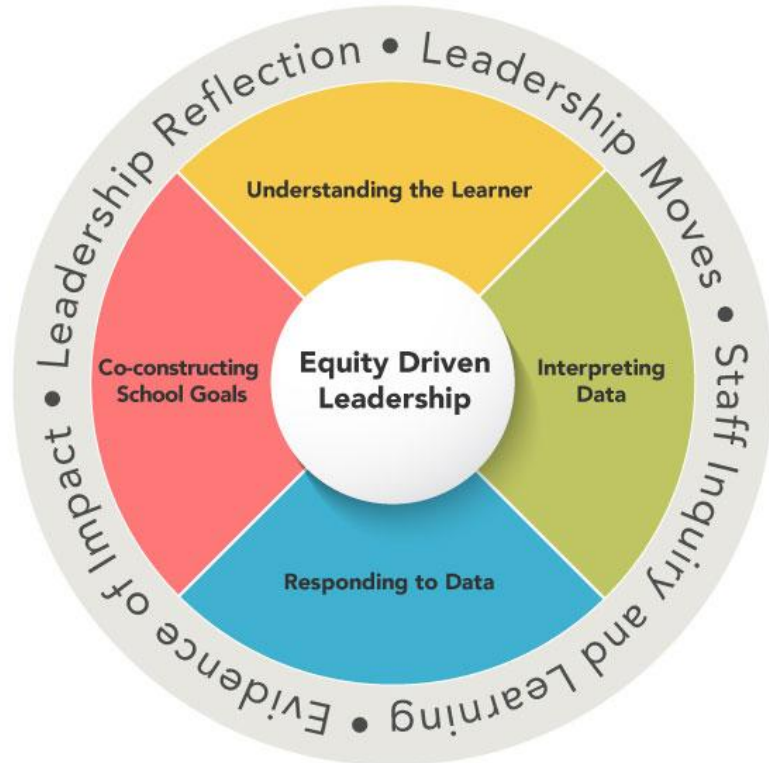 Leadership Reflection • Leadership Moves • Staff Inquiry and Learning • Evidence of Impact •
Understanding the Learner
Co-constructing
School Goals
Equity Driven
Leadership
Interpreting
Data
Responding to Data